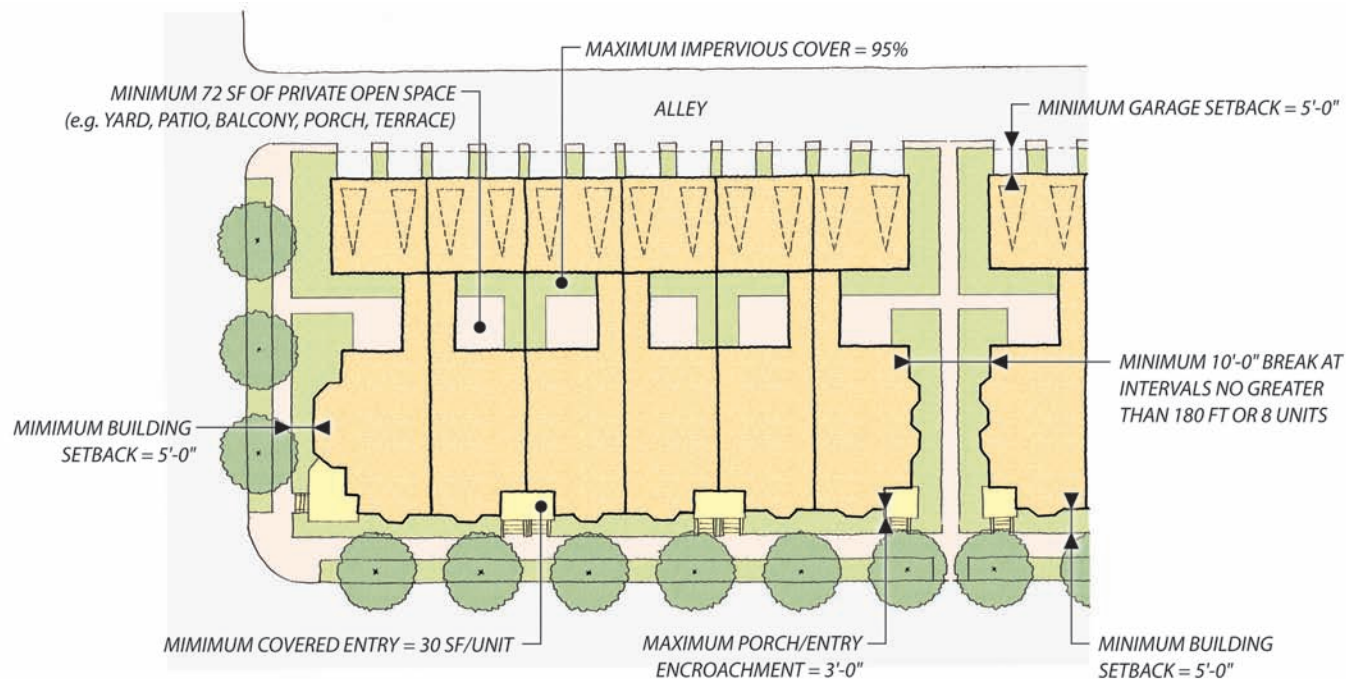 MAXIMUM IMPERVIOUS COVER = 95%
MINIMUM 72 SF OF PRIVATE OPEN SPACE
(e.g. YARD, PATIO, BALCONY, PORCH, TERRACE)
ALLEY
MINIMUM GARAGE SETBACK = 5'-0"
MINIMUM 10'-0" BREAK AT
INTERVALS NO GREATER
THAN 180 FT OR 8 UNITS
MIMIMUM BUILDING
SETBACK = 5'-0"
MIMIMUM COVERED ENTRY = 30 SF/UNIT
MAXIMUM PORCH/ENTRY
ENCROACHMENT = 3'-0"
MINIMUM BUILDING
SETBACK = 5'-0"